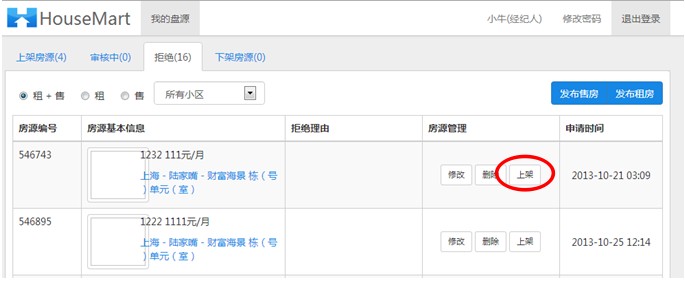 HouseMart 我的盘源 小牛(经纪人) 修改密码 退出登录
上架房源(4) 审核中(0) 拒绝(16) 下架房源(0)
租 + 售 租 售 所有小区 发布售房 发布租房
房源编号 房源基本信息 拒绝理由 房源管理 申请时间
546743 1232 111元/月 修改 删除 上架 2013-10-21 03:09
上海 - 陆家嘴 - 财富海景 栋（号
）单元（室）
546895 1222 1111元/月 修改 删除 上架 2013-10-25 12:14
上海 - 陆家嘴 - 财富海景 栋（号
）单元（室）